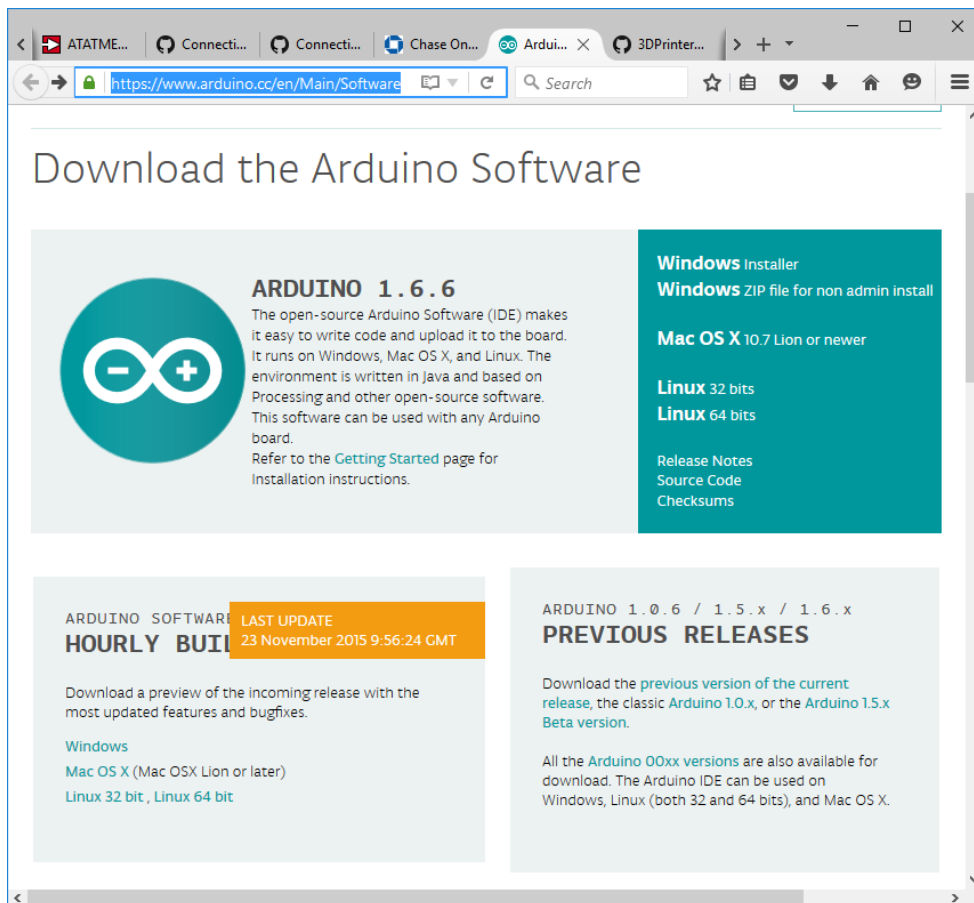 ATATME...
Connecti...
Connecti...
Chase On...
Ardui...
3DPrinter...
https://www.arduino.cc/en/Main/Software
Search
Download the Arduino Software
ARDUINO 1.6.6
The open-source Arduino Software (IDE) makes
it easy to write code and upload it to the board.
It runs on Windows, Mac OS X, and Linux. The
environment is written in Java and based on
Processing and other open-source software.
This software can be used with any Arduino
board.
Refer to the Getting Started page for
Installation instructions.
Windows Installer
Windows ZIP file for non admin install
Mac OS X 10.7 Lion or newer
Linux 32 bits
Linux 64 bits
Release Notes
Source Code
Checksums
ARDUINO SOFTWARE
HOURLY BUIL
LAST UPDATE
23 November 2015 9:56:24 GMT
Download a preview of the incoming release with the
most updated features and bugfixes.
Windows
Mac OS X (Mac OSX Lion or later)
Linux 32 bit , Linux 64 bit
ARDUINO 1.0.6 / 1.5.x / 1.6.x
PREVIOUS RELEASES
Download the previous version of the current
release, the classic Arduino 1.0.x, or the Arduino 1.5.x
Beta version.
All the Arduino 00xx versions are also available for
download. The Arduino IDE can be used on
Windows, Linux (both 32 and 64 bits), and Mac OS X.